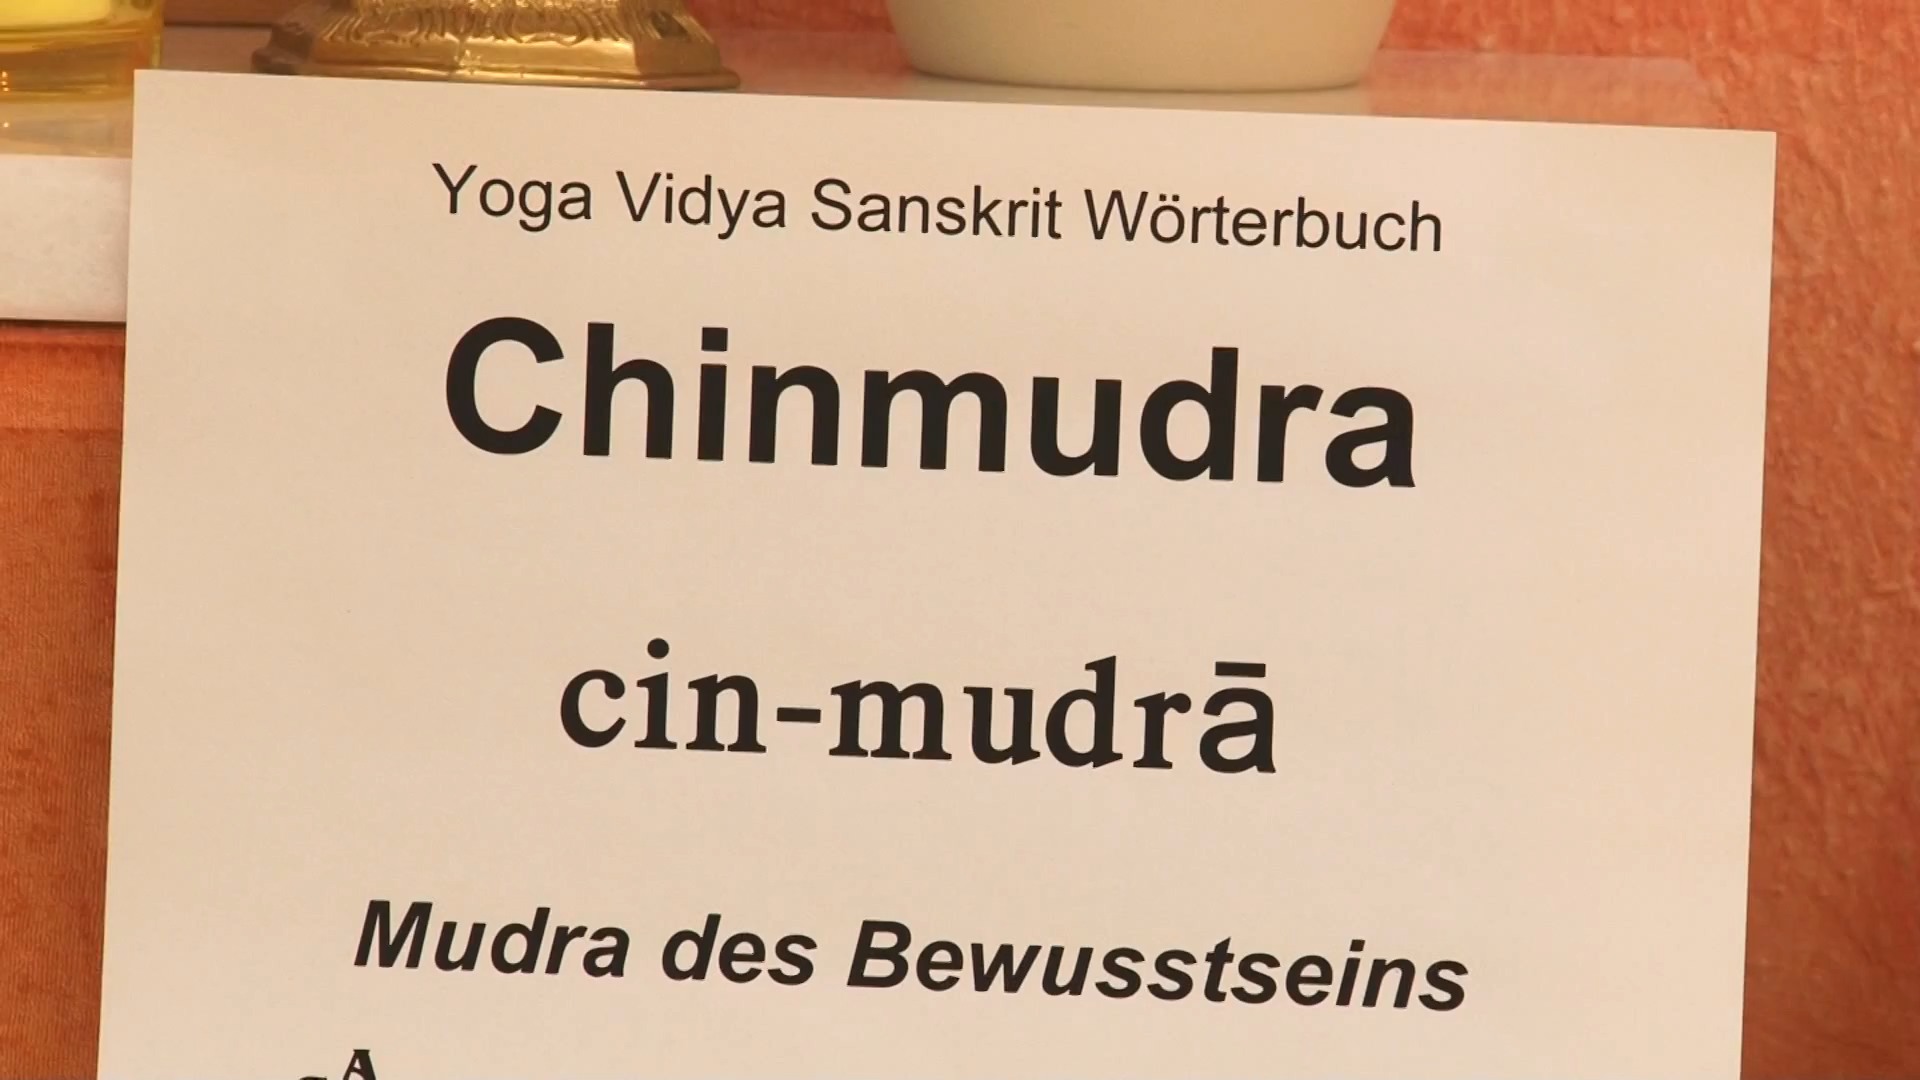 Yoga Vidya Sanskrit Wörterbuch
Chinmudra
cin-mudrā
Mudra des Bewusstseins